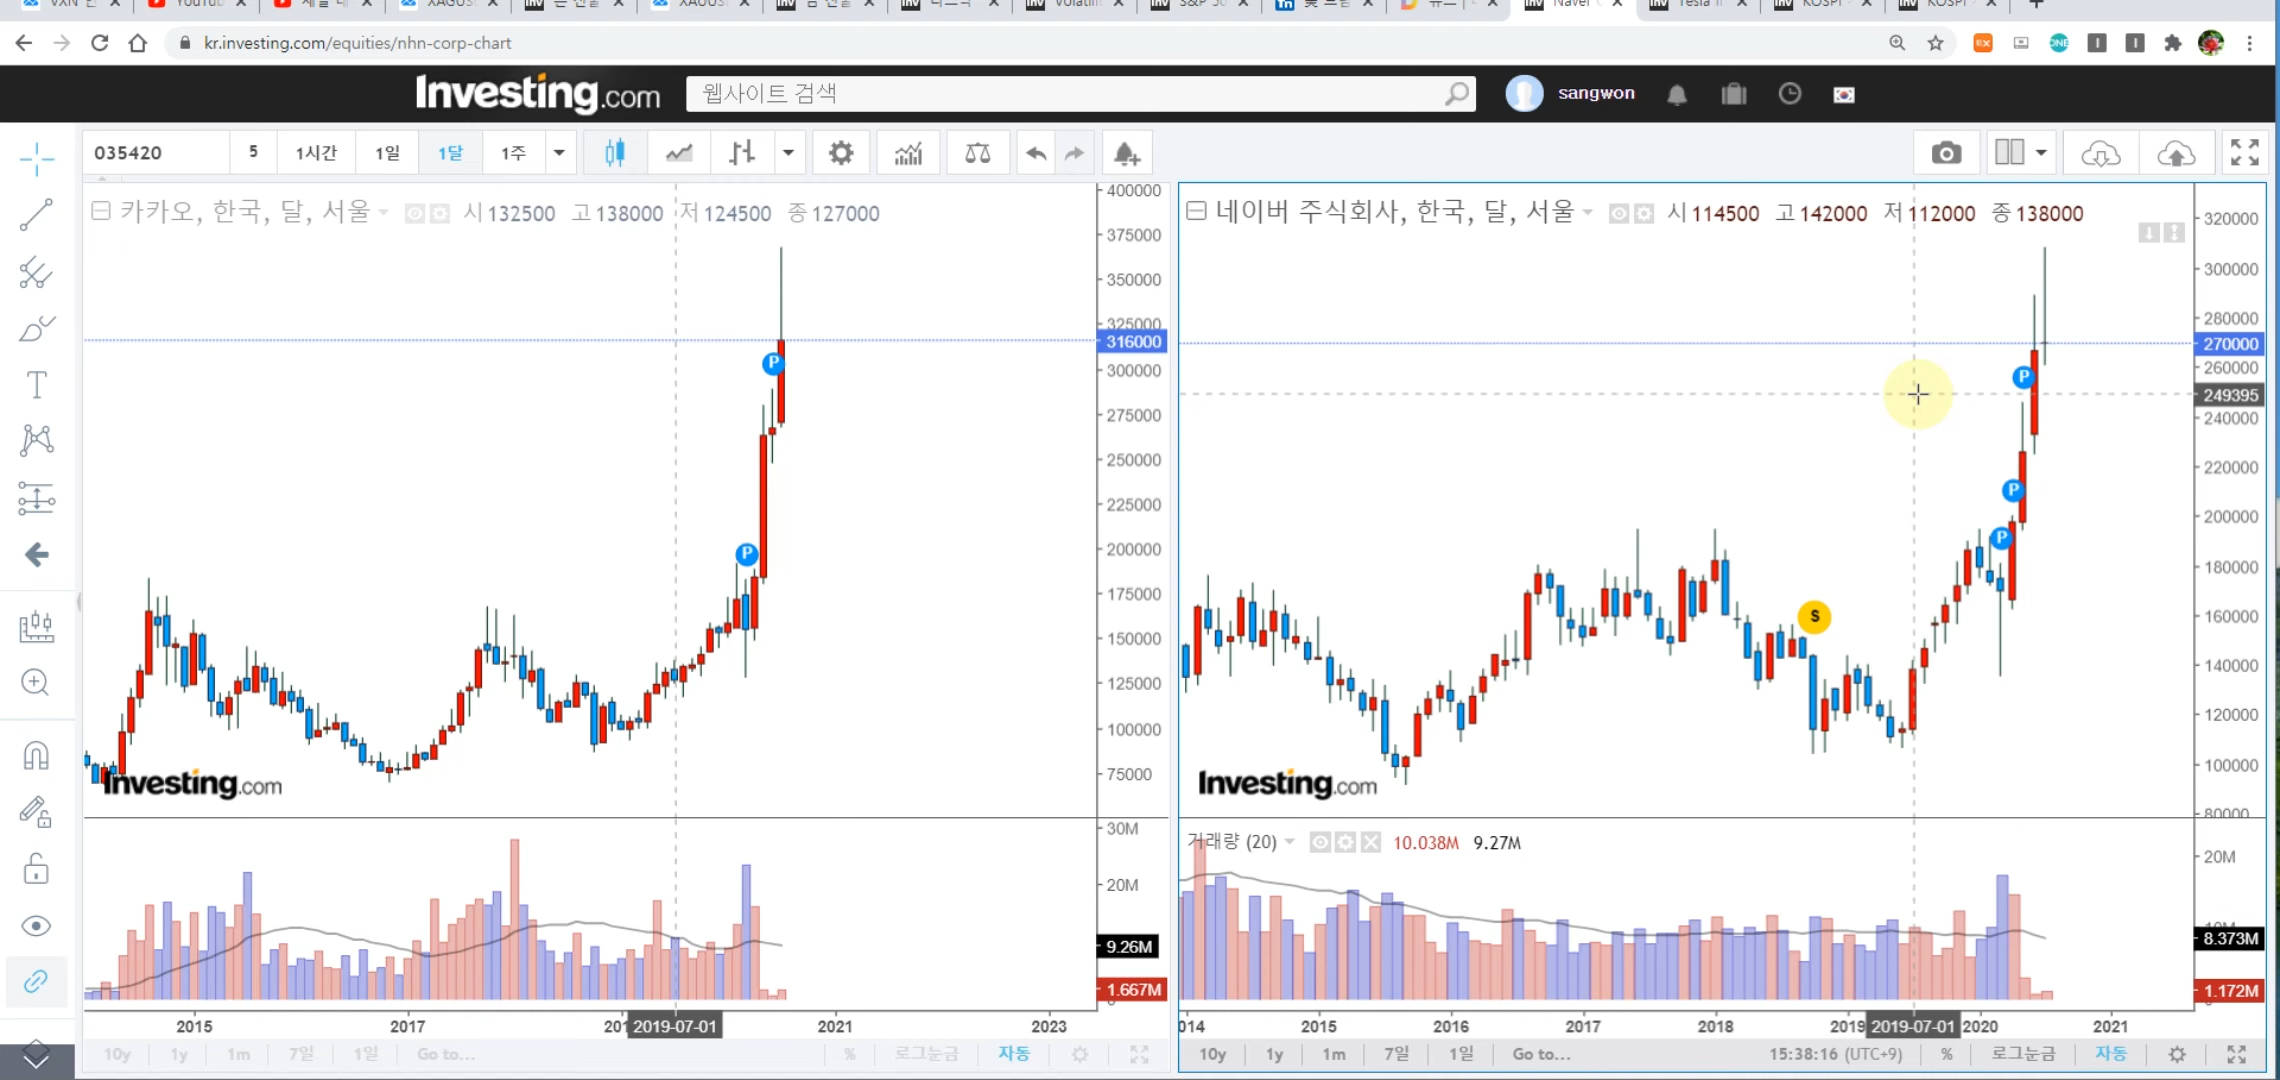 YouTube
XAGUS
XAUUS
S&P 50
Tesla I
KOSPI
KOSPI
kr.investing.com/equities/nhn-corp-chart
Investing.com
웹사이트 검색
sangwon
035420 5 1시간 1일 1달 1주
카카오, 한국, 달, 서울 시 132500 고 138000 저 124500 종 127000
400000
375000
350000
325000
316000
300000
275000
250000
225000
200000
175000
150000
125000
100000
75000
P
P
Investing.com
30M
20M
9.26M
1.667M
2015 2017 2019-07-01 2021 2023
10y 1y 1m 7일 1일 Go to... % 로그눈금 자동
네이버 주식회사, 한국, 달, 서울 시 114500 고 142000 저 112000 종 138000
320000
300000
280000
270000
260000
249395
240000
220000
200000
180000
160000
140000
120000
100000
80000
P
P
P
S
Investing.com
거래량 (20) 10.038M 9.27M
20M
8.373M
1.172M
2014 2015 2016 2017 2018 2019 2019-07-01 2020 2021
10y 1y 1m 7일 1일 Go to... 15:38:16 (UTC+9) % 로그눈금 자동